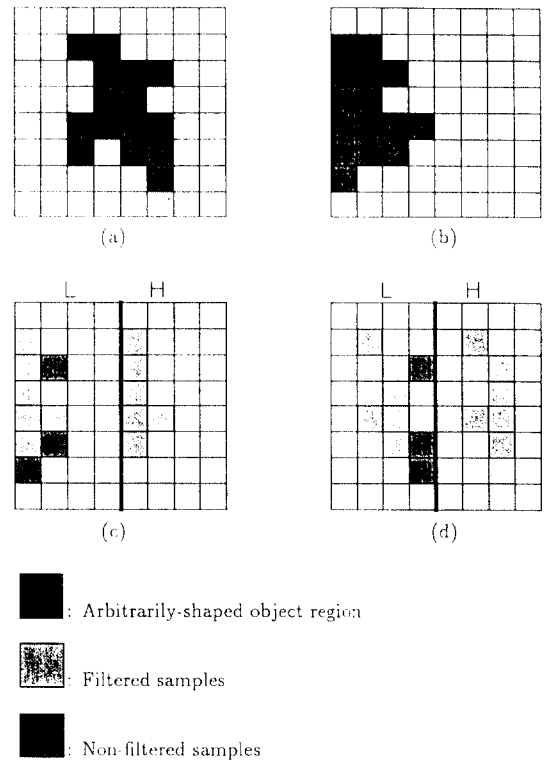 (a)
(b)
L H
L H
(c)
(d)
: Arbitrarily-shaped object region
: Filtered samples
: Non-filtered samples